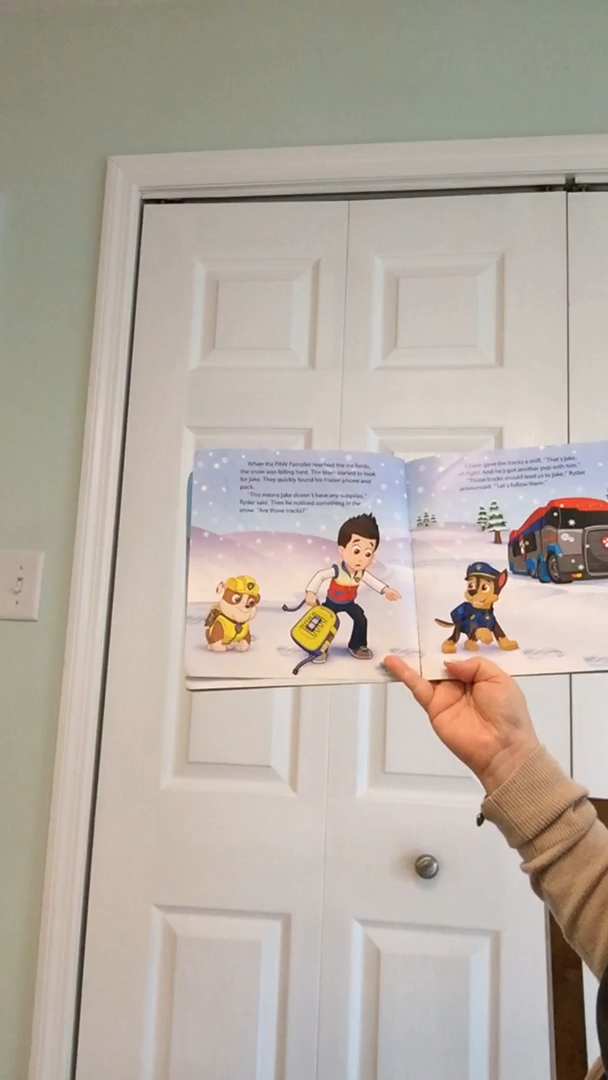 When the PAW Patroller reached the ice fields,
the snow was falling hard. The team started to look
for Jake. They quickly found his frozen phone and
pack.
"This means Jake doesn't have any supplies,"
Ryder said. Then he noticed something in the
snow. "Are those tracks?"
Chase gave the tracks a sniff. "That's Jake,
all right! And he's got another pup with him."
"Those tracks should lead us to Jake," Ryder
announced. "Let's follow them."